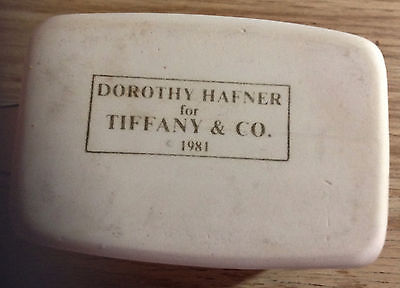 DOROTHY HAFNER
for
TIFFANY & CO.
© 1981